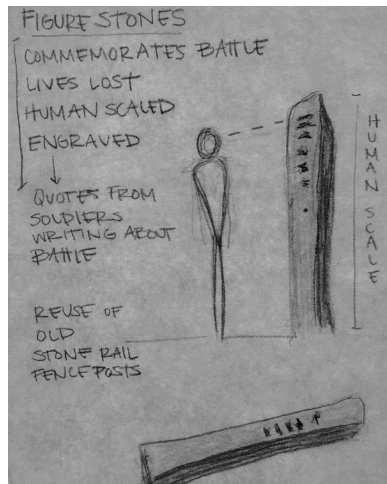 FIGURE STONES
COMMEMORATES BATTLE
LIVES LOST
HUMAN SCALED
ENGRAVED
QUOTES FROM
SOLDIERS
WRITING ABOUT
BATTLE
REUSE OF
OLD
STONE RAIL
FENCE POSTS
HUMAN SCALE